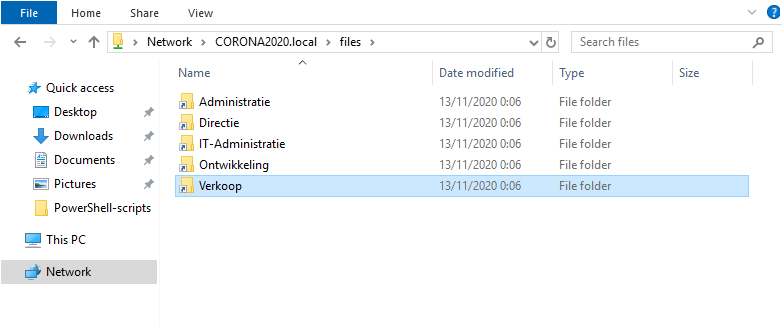 File Home Share View
Network > CORONA2020.local > files >
Search files
Name Date modified Type Size
Quick access
Desktop
Downloads
Documents
Pictures
PowerShell-scripts
This PC
Network
Administratie 13/11/2020 0:06 File folder
Directie 13/11/2020 0:06 File folder
IT-Administratie 13/11/2020 0:06 File folder
Ontwikkeling 13/11/2020 0:06 File folder
Verkoop 13/11/2020 0:06 File folder